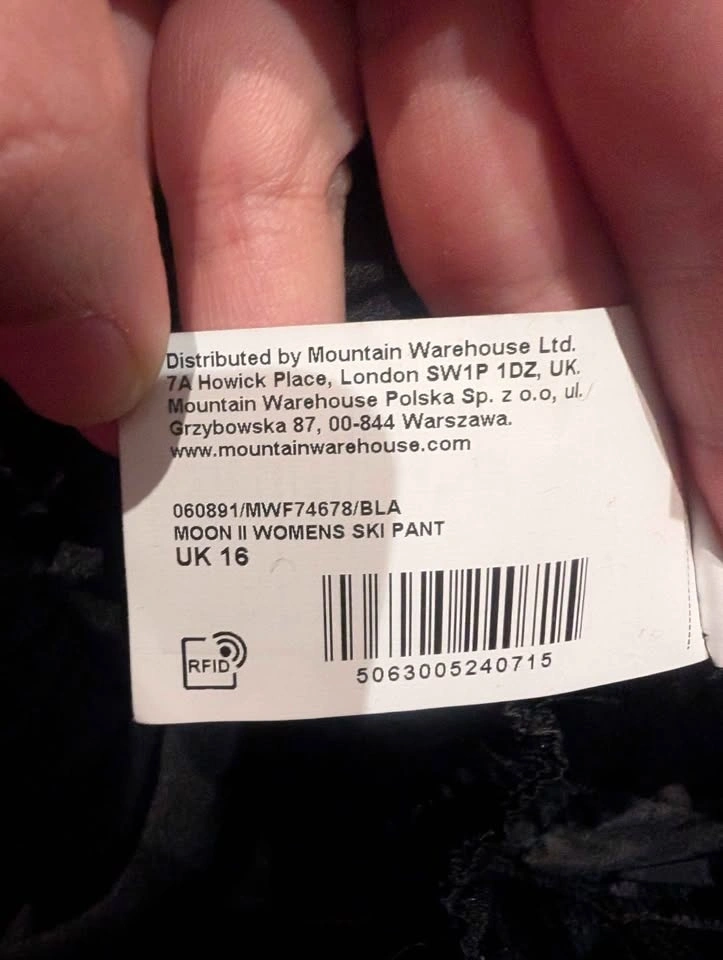 Distributed by Mountain Warehouse Ltd.
7A Howick Place, London SW1P 1DZ, UK.
Mountain Warehouse Polska Sp. z o.o, ul.
Grzybowska 87, 00-844 Warszawa.
www.mountainwarehouse.com
060891/MWF74678/BLA
MOON II WOMENS SKI PANT
UK 16
RFID
5063005240715